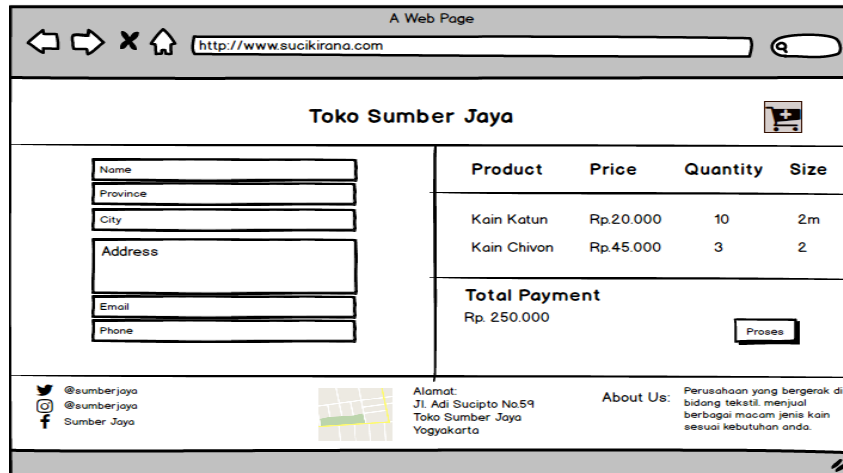 A Web Page
http://www.sucikirana.com
Toko Sumber Jaya
Name
Province
City
Address
Email
Phone
Product Price Quantity Size
Kain Katun Rp.20.000 10 2m
Kain Chivon Rp.45.000 3 2
Total Payment
Rp. 250.000
Proses
@sumberjaya
@sumberjaya
Sumber Jaya
Alamat:
Jl. Adi Sucipto No.59
Toko Sumber Jaya
Yogyakarta
About Us:
Perusahaan yang bergerak di
bidang tekstil. menjual
berbagai macam jenis kain
sesuai kebutuhan anda.